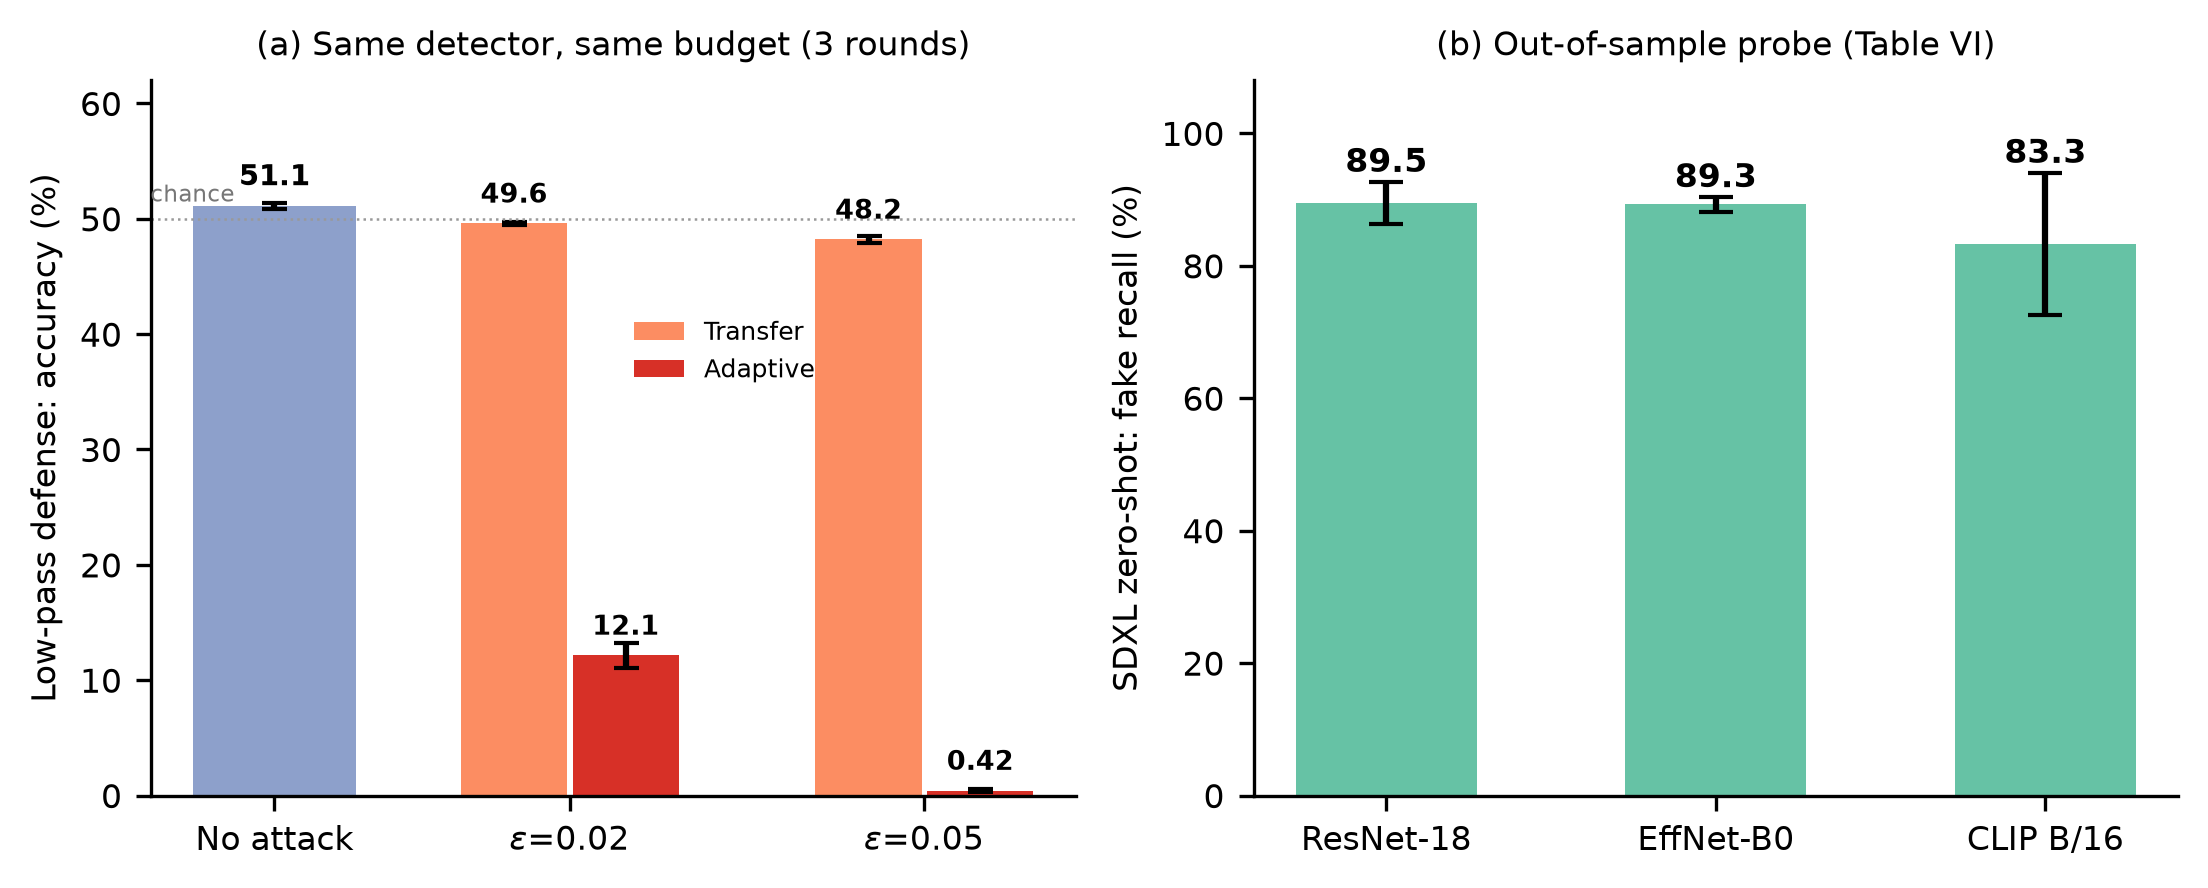 (a) Same detector, same budget (3 rounds)
Low-pass defense: accuracy (%)
60
50
40
30
20
10
0
chance
51.1
49.6
48.2
12.1
0.42
Transfer
Adaptive
No attack
ε=0.02
ε=0.05
(b) Out-of-sample probe (Table VI)
SDXL zero-shot: fake recall (%)
100
80
60
40
20
0
89.5
89.3
83.3
ResNet-18
EffNet-B0
CLIP B/16